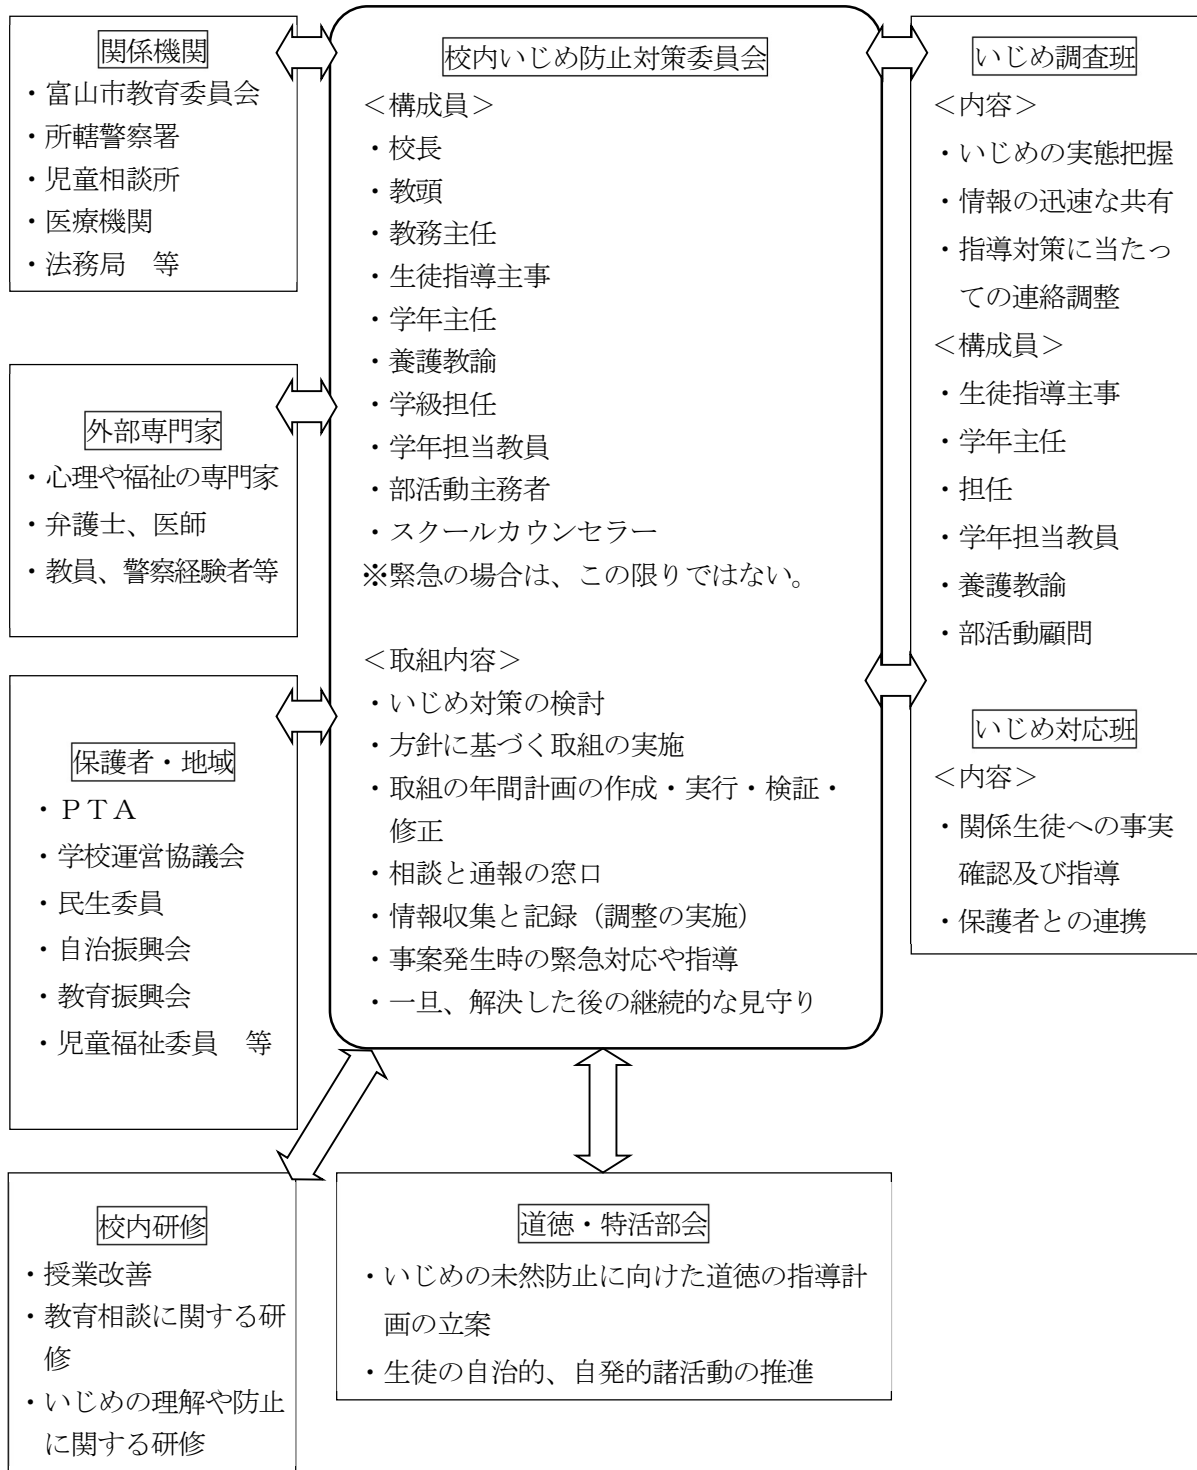 関係機関
・富山市教育委員会
・所轄警察署
・児童相談所
・医療機関
・法務局　等
外部専門家
・心理や福祉の専門家
・弁護士、医師
・教員、警察経験者等
保護者・地域
・ＰＴＡ
・学校運営協議会
・民生委員
・自治振興会
・教育振興会
・児童福祉委員　等
校内いじめ防止対策委員会
＜構成員＞
・校長
・教頭
・教務主任
・生徒指導主事
・学年主任
・養護教諭
・学級担任
・学年担当教員
・部活動主務者
・スクールカウンセラー
※緊急の場合は、この限りではない。
＜取組内容＞
・いじめ対策の検討
・方針に基づく取組の実施
・取組の年間計画の作成・実行・検証・
修正
・相談と通報の窓口
・情報収集と記録（調整の実施）
・事案発生時の緊急対応や指導
・一旦、解決した後の継続的な見守り
いじめ調査班
＜内容＞
・いじめの実態把握
・情報の迅速な共有
・指導対策に当たっ
ての連絡調整
＜構成員＞
・生徒指導主事
・学年主任
・担任
・学年担当教員
・養護教諭
・部活動顧問
いじめ対応班
＜内容＞
・関係生徒への事実
確認及び指導
・保護者との連携
校内研修
・授業改善
・教育相談に関する研
修
・いじめの理解や防止
に関する研修
道徳・特活部会
・いじめの未然防止に向けた道徳の指導計
画の立案
・生徒の自治的、自発的諸活動の推進